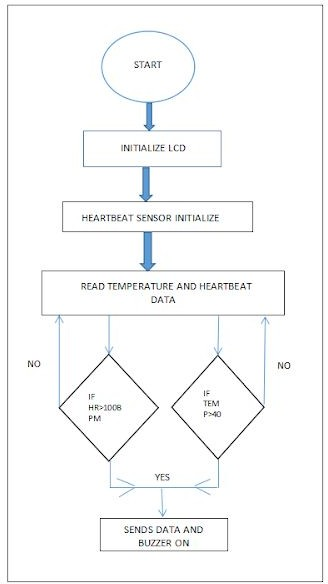 START
INITIALIZE LCD
HEARTBEAT SENSOR INITIALIZE
READ TEMPERATURE AND HEARTBEAT
DATA
NO
NO
IF
HR>100B
PM
IF
TEM
P>40
YES
SENDS DATA AND
BUZZER ON